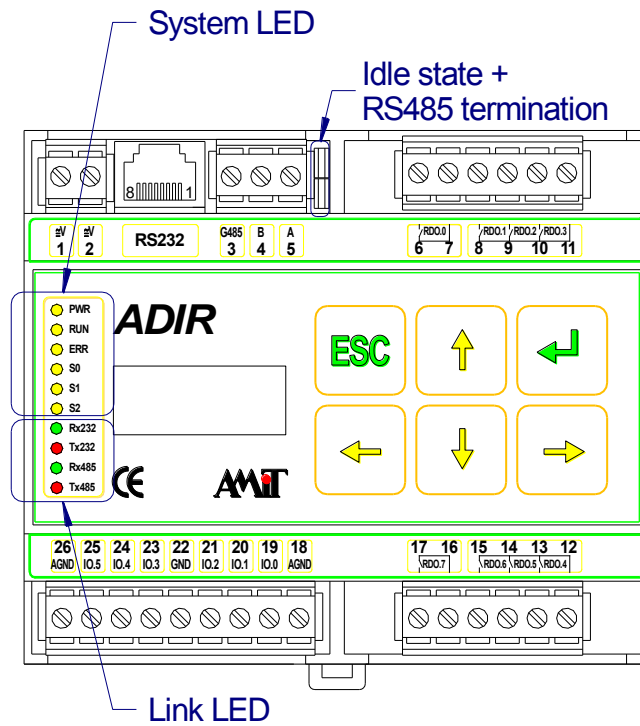 System LED
Idle state +
RS485 termination
8 1
≅V ≅V RS232 G485 B A RDO.0 RDO.1 RDO.2 RDO.3
1 2 3 4 5 6 7 8 9 10 11
PWR
RUN
ERR
S0
S1
S2
Rx232
Tx232
Rx485
Tx485
ADIR
ESC
CE AMiT
26 25 24 23 22 21 20 19 18 17 16 15 14 13 12
AGND IO.5 IO.4 IO.3 GND IO.2 IO.1 IO.0 AGND RDO.7 RDO.6 RDO.5 RDO.4
Link LED